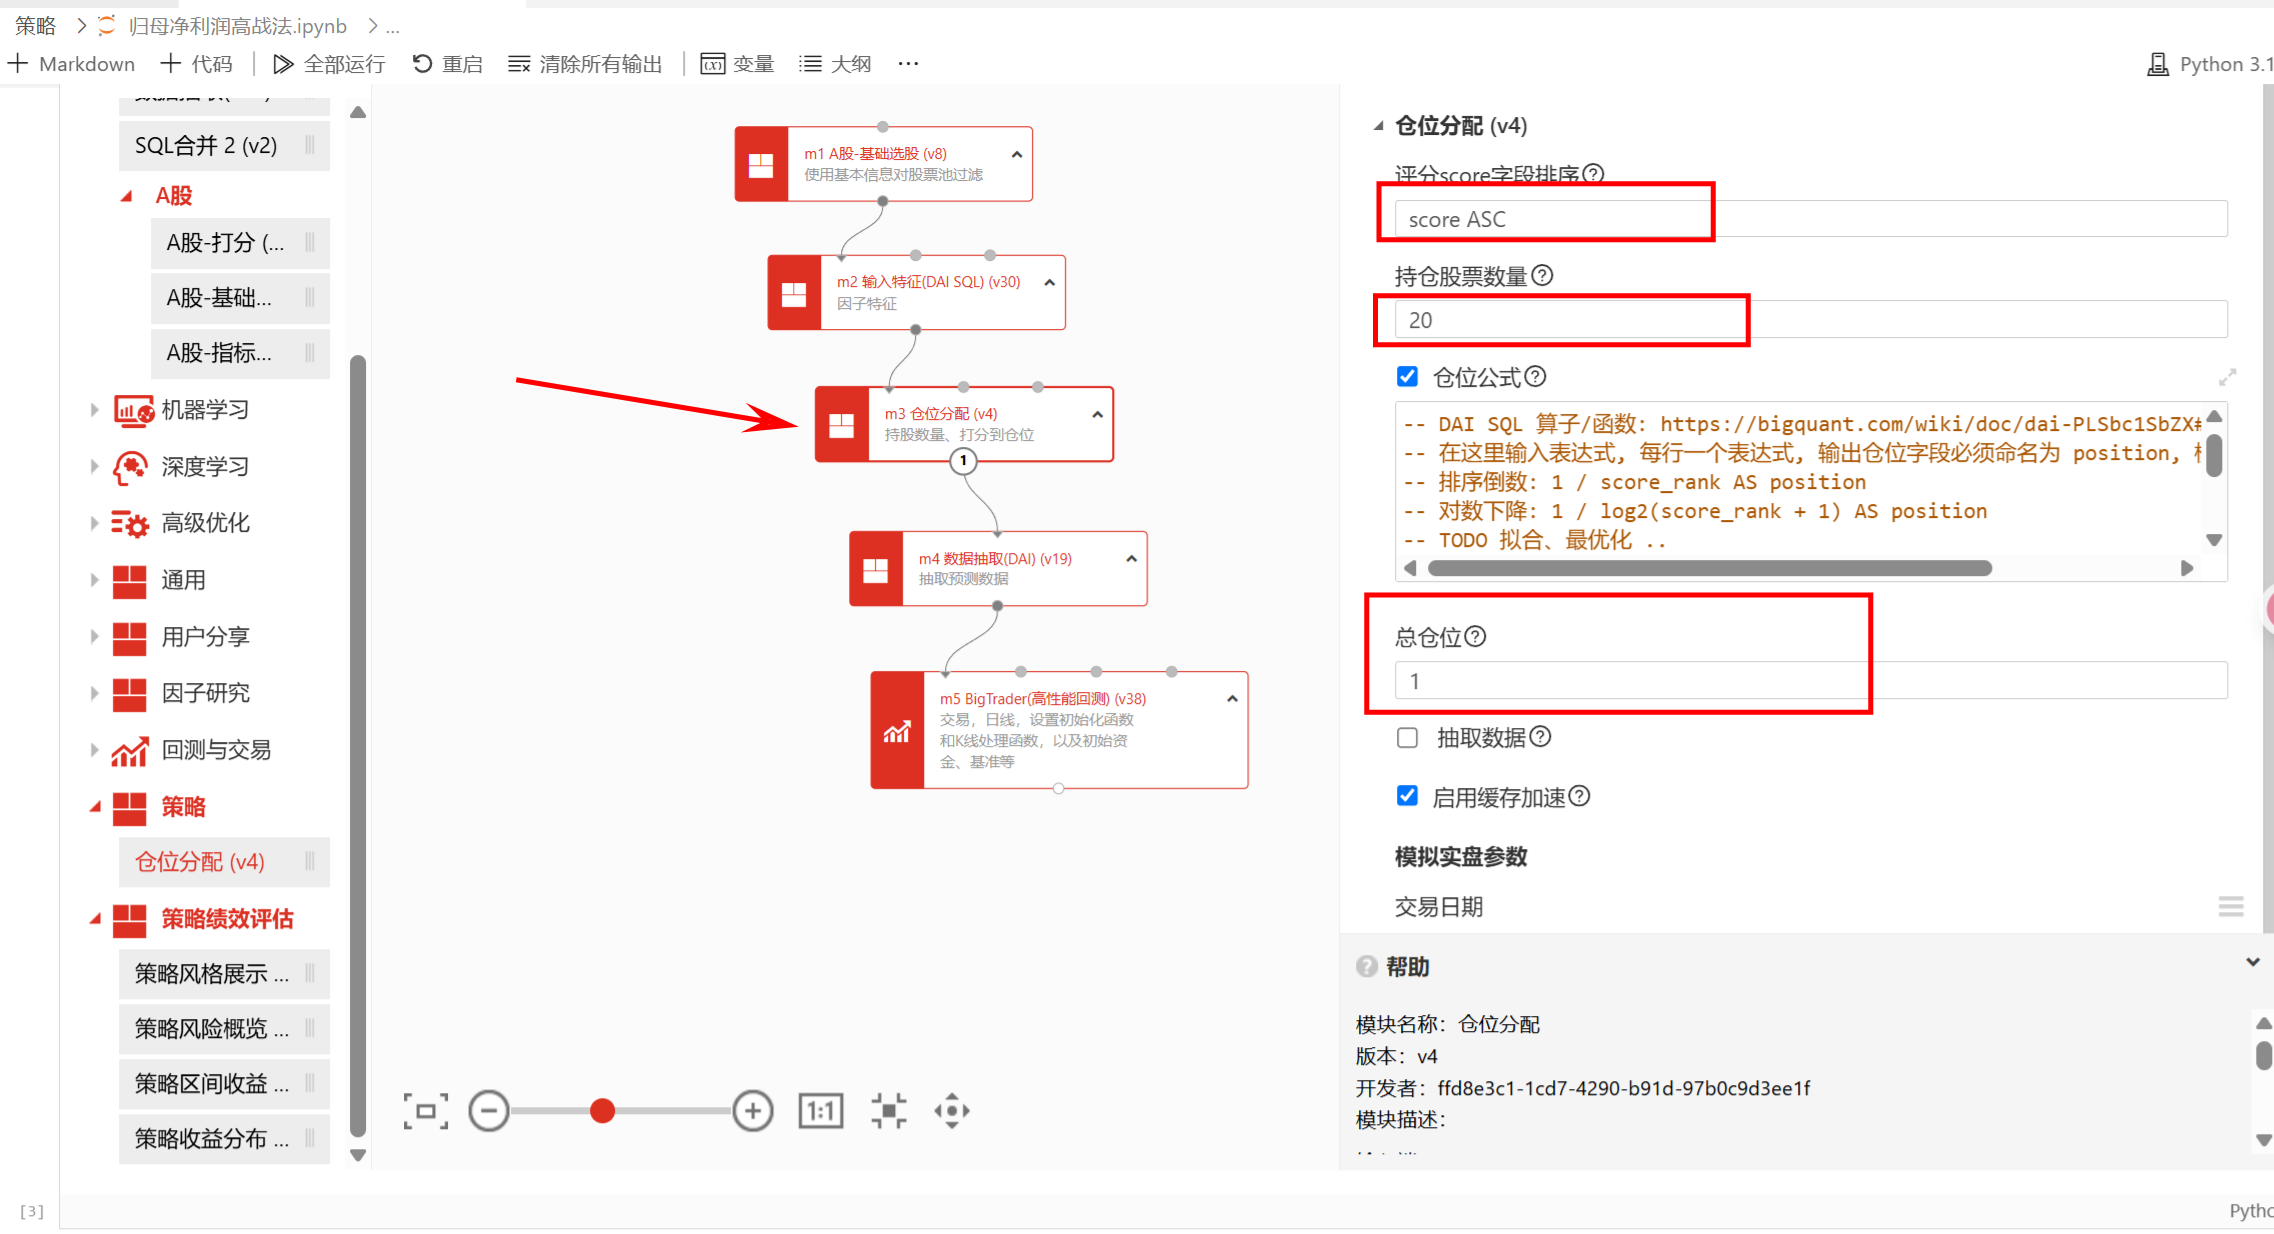 策略 > 归母净利润高战法.ipynb > ...
Markdown 代码 全部运行 重启 清除所有输出 变量 大纲 ... Python 3.1
SQL合并 2 (v2)
A股
A股-打分 (...
A股-基础...
A股-指标...
机器学习
深度学习
高级优化
通用
用户分享
因子研究
回测与交易
策略
仓位分配 (v4)
策略绩效评估
策略风格展示 ...
策略风险概览 ...
策略区间收益 ...
策略收益分布 ...
m1 A股-基础选股 (v8)
使用基本信息对股票池过滤
m2 输入特征(DAI SQL) (v30)
因子特征
m3 仓位分配 (v4)
持股数量、打分到仓位
1
m4 数据抽取(DAI) (v19)
抽取预测数据
m5 BigTrader(高性能回测) (v38)
交易，日线，设置初始化函数
和K线处理函数，以及初始资
金、基准等
1:1
仓位分配 (v4)
评分score字段排序
score ASC
持仓股票数量
20
仓位公式
-- DAI SQL 算子/函数: https://bigquant.com/wiki/doc/dai-PLSbc1SbZX#
-- 在这里输入表达式, 每行一个表达式, 输出仓位字段必须命名为 position,
-- 排序倒数: 1 / score_rank AS position
-- 对数下降: 1 / log2(score_rank + 1) AS position
-- TODO 拟合、最优化 ..
总仓位
1
抽取数据
启用缓存加速
模拟实盘参数
交易日期
帮助
模块名称：仓位分配
版本：v4
开发者：ffd8e3c1-1cd7-4290-b91d-97b0c9d3ee1f
模块描述：
[3]
Pytho